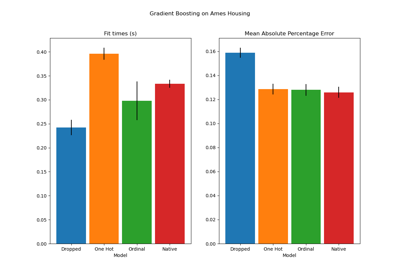 Gradient Boosting on Ames Housing
Fit times (s)
0.40
0.35
0.30
0.25
0.20
0.15
0.10
0.05
0.00
Dropped One Hot Ordinal Native
Model
Mean Absolute Percentage Error
0.16
0.14
0.12
0.10
0.08
0.06
0.04
0.02
0.00
Dropped One Hot Ordinal Native
Model